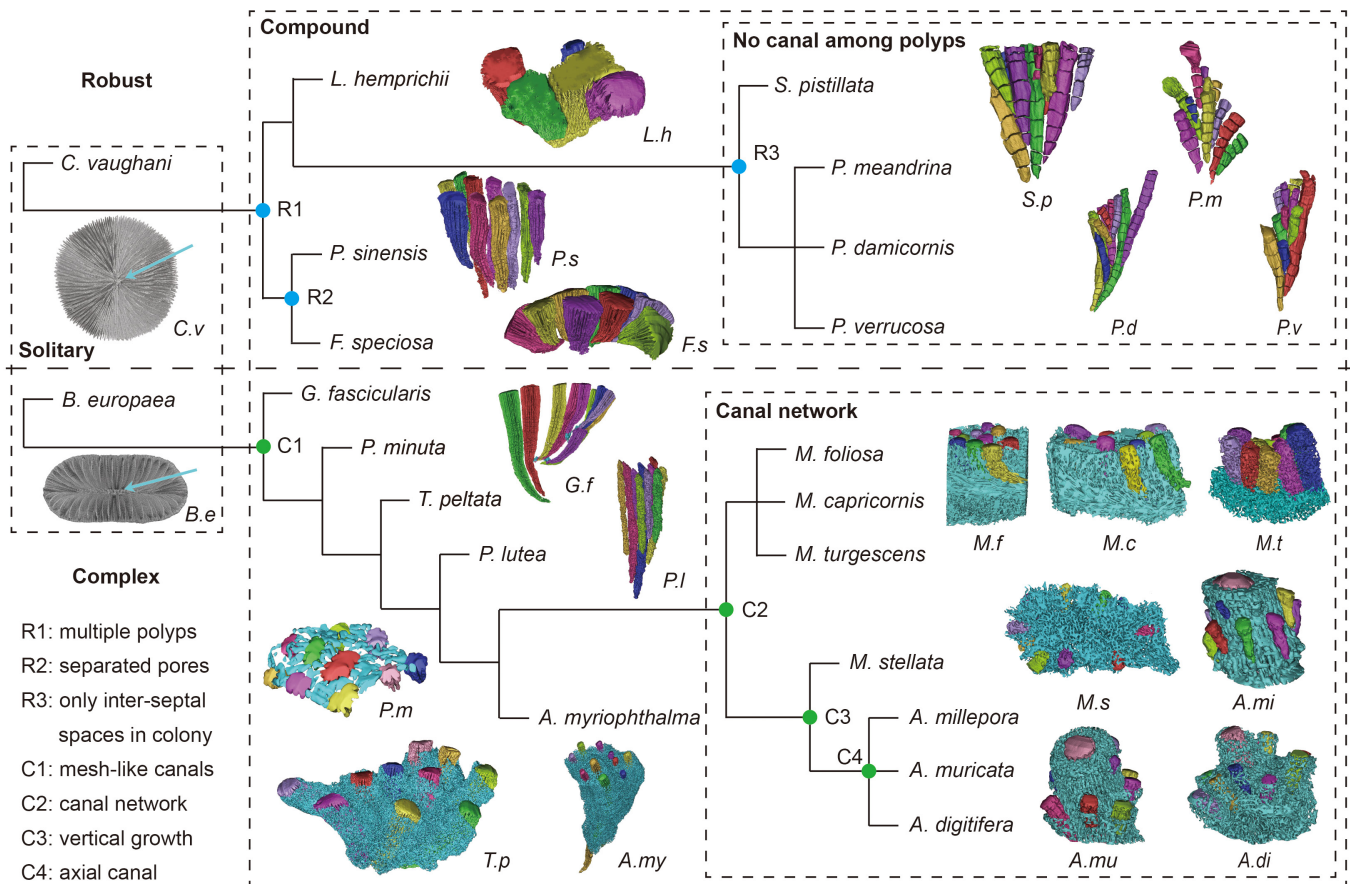 Compound
No canal among polyps
Robust
L. hemprichii
L.h
S. pistillata
R3
P. meandrina
S.p
P.m
C. vaughani
R1
P. sinensis
P.s
P. damicornis
R2
C.v
F. speciosa
F.s
P. verrucosa
P.d
P.v
Solitary
B. europaea
G. fascicularis
Canal network
C1
P. minuta
G.f
M. foliosa
T. peltata
M. capricornis
B.e
P. lutea
P.l
M. turgescens
M.f
M.c
M.t
Complex
C2
R1: multiple polyps
R2: separated pores
R3: only inter-septal
spaces in colony
C1: mesh-like canals
C2: canal network
C3: vertical growth
C4: axial canal
P.m
A. myriophthalma
M. stellata
M.s
A.mi
C3
A. millepora
C4
A. muricata
A. digitifera
T.p
A.my
A.mu
A.di